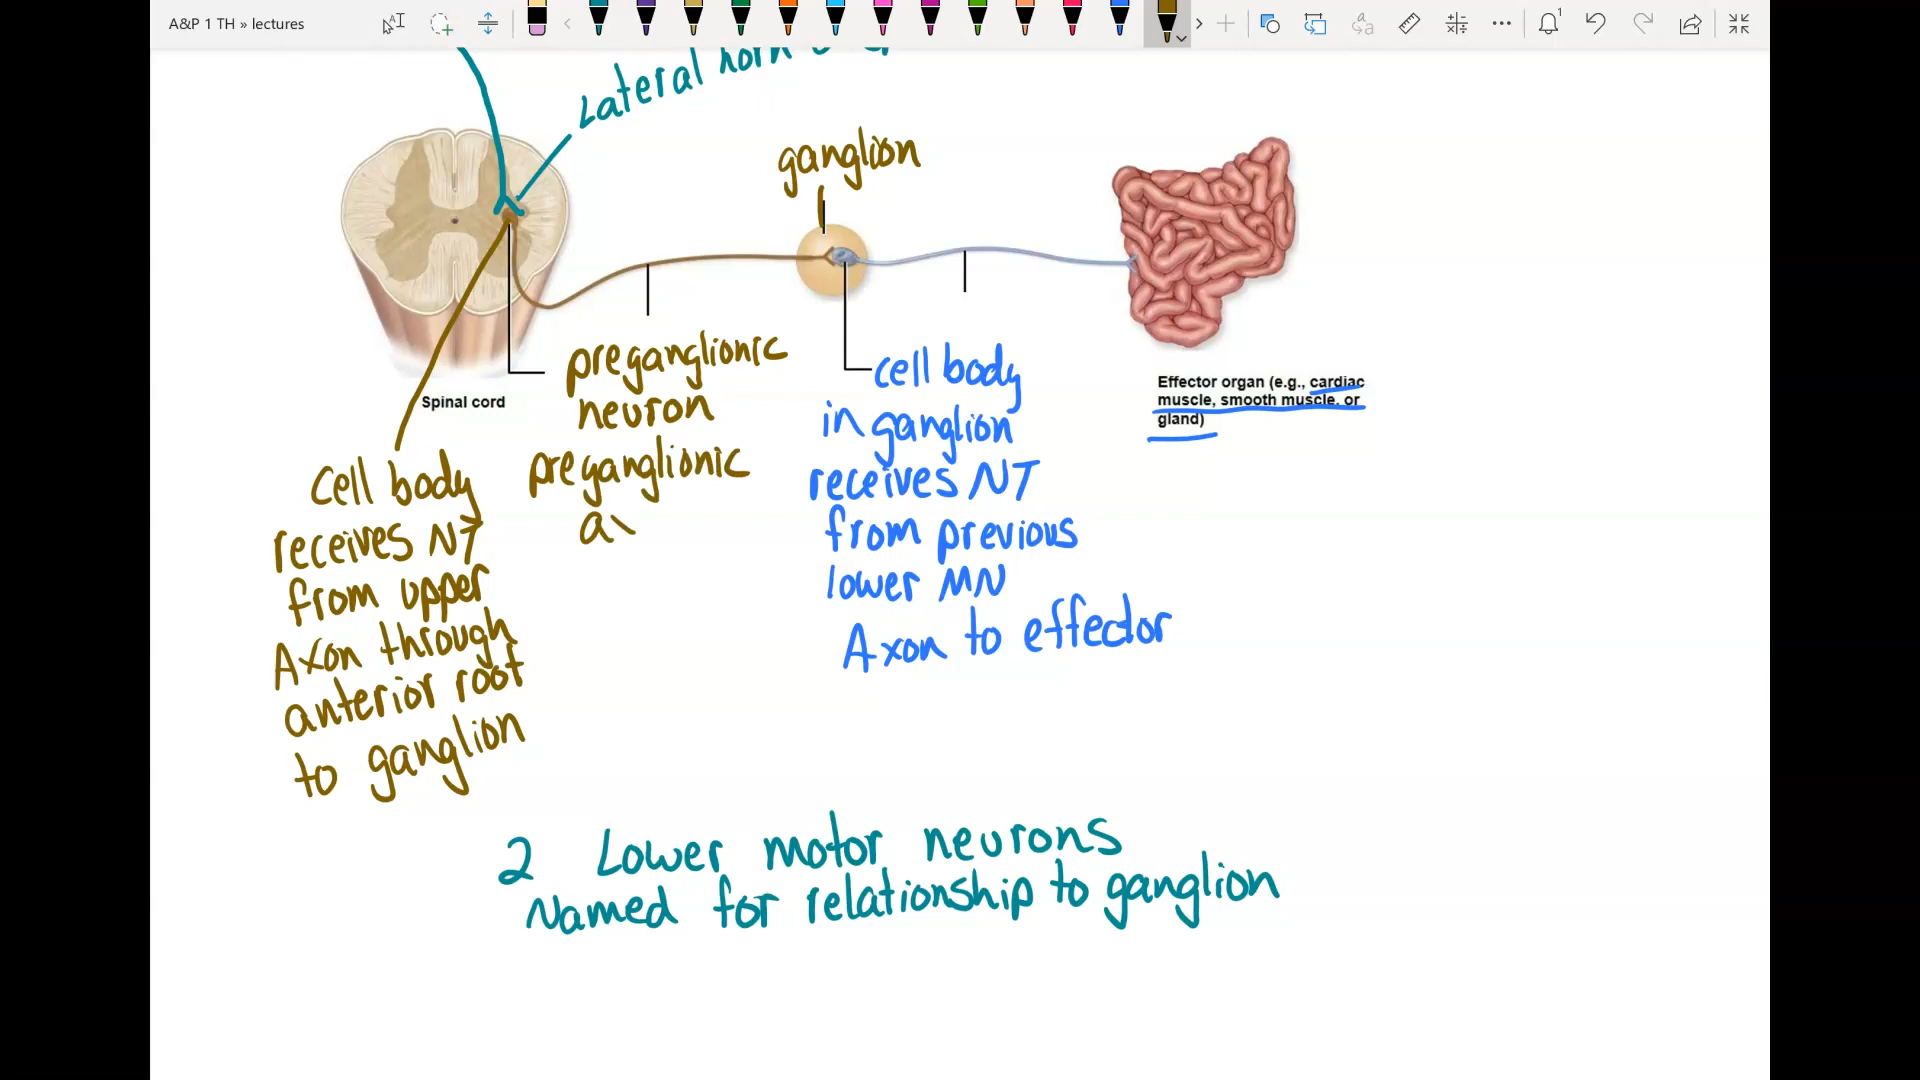 A&P 1 TH » lectures
Lateral horn
ganglion
preganglionic
neuron
preganglionic
Spinal cord
Cell body
receives NT
from upper
Axon through
anterior root
to ganglion
cell body
in ganglion
receives NT
from previous
lower MN
Axon to effector
Effector organ (e.g., cardiac
muscle, smooth muscle, or
gland)
2 Lower motor neurons
Named for relationship to ganglion